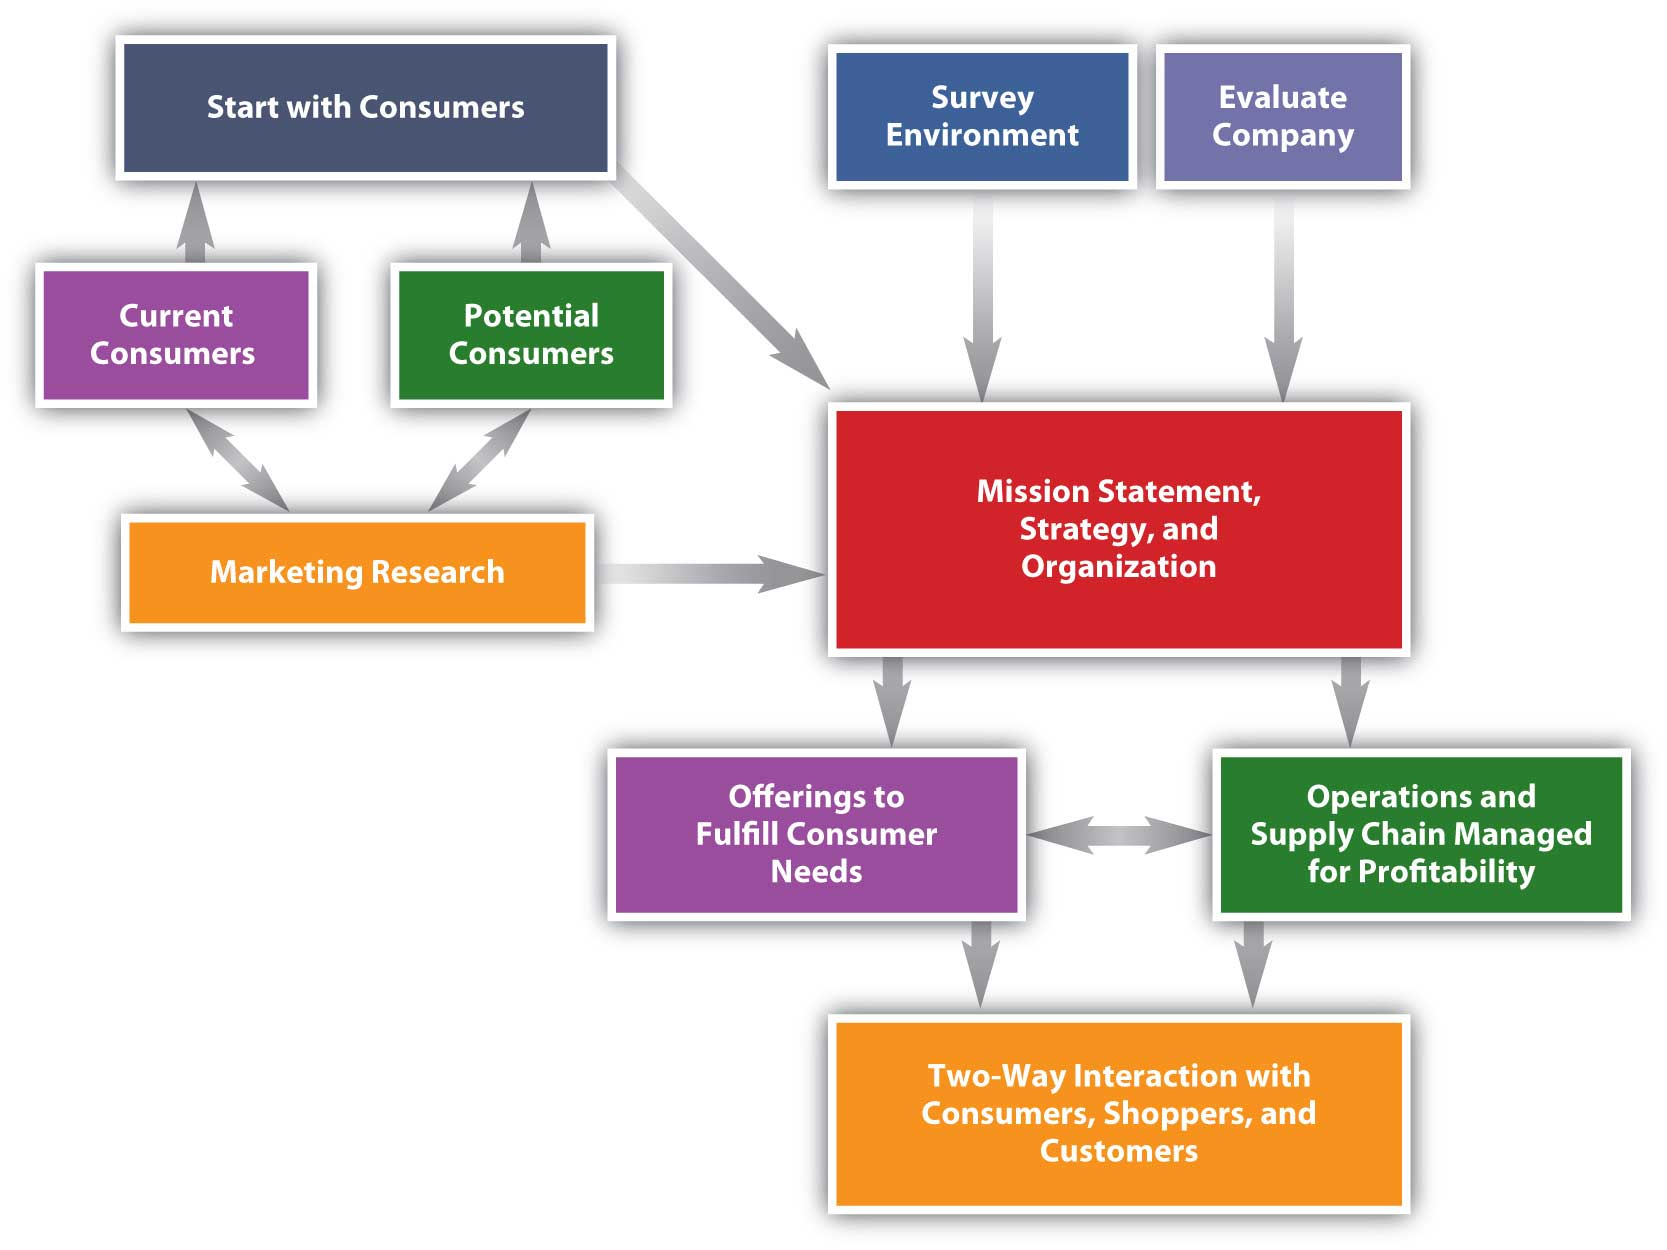 Start with Consumers
Survey
Environment
Evaluate
Company
Current
Consumers
Potential
Consumers
Marketing Research
Mission Statement,
Strategy, and
Organization
Offerings to
Fulfill Consumer
Needs
Operations and
Supply Chain Managed
for Profitability
Two-Way Interaction with
Consumers, Shoppers, and
Customers